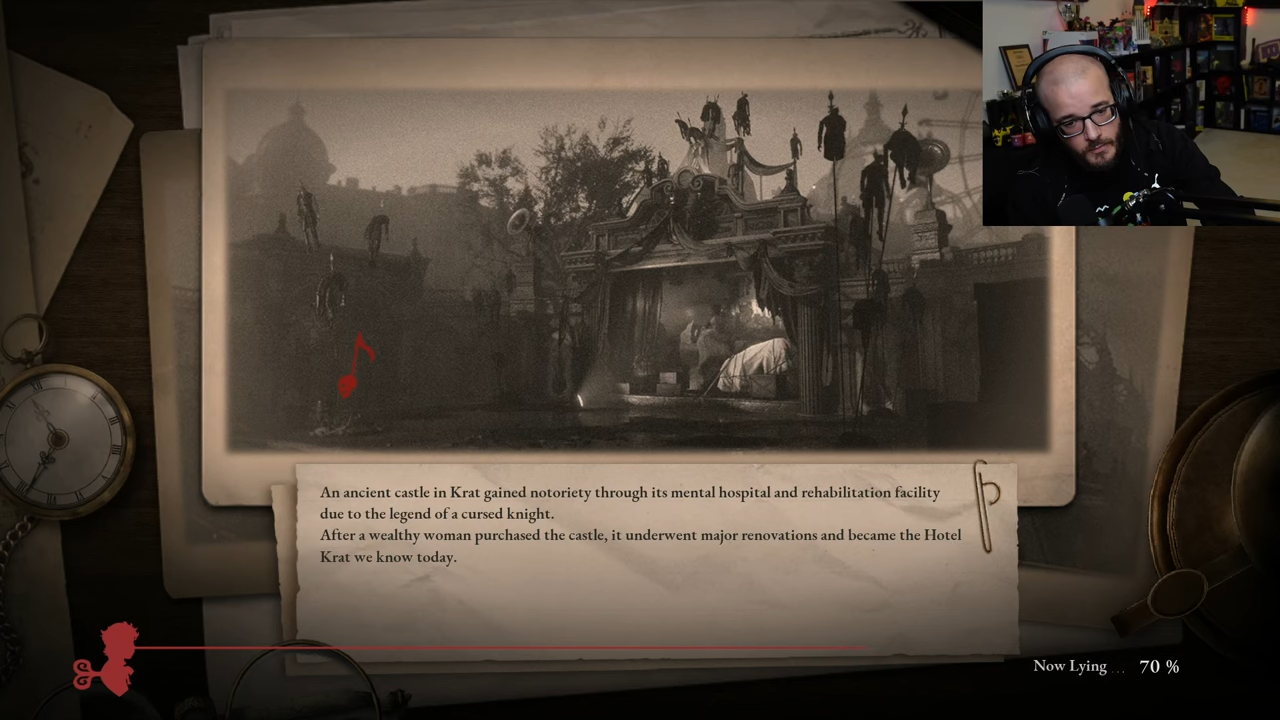 An ancient castle in Krat gained notoriety through its mental hospital and rehabilitation facility
due to the legend of a cursed knight.
After a wealthy woman purchased the castle, it underwent major renovations and became the Hotel
Krat we know today.
Now Lying ... 70 %